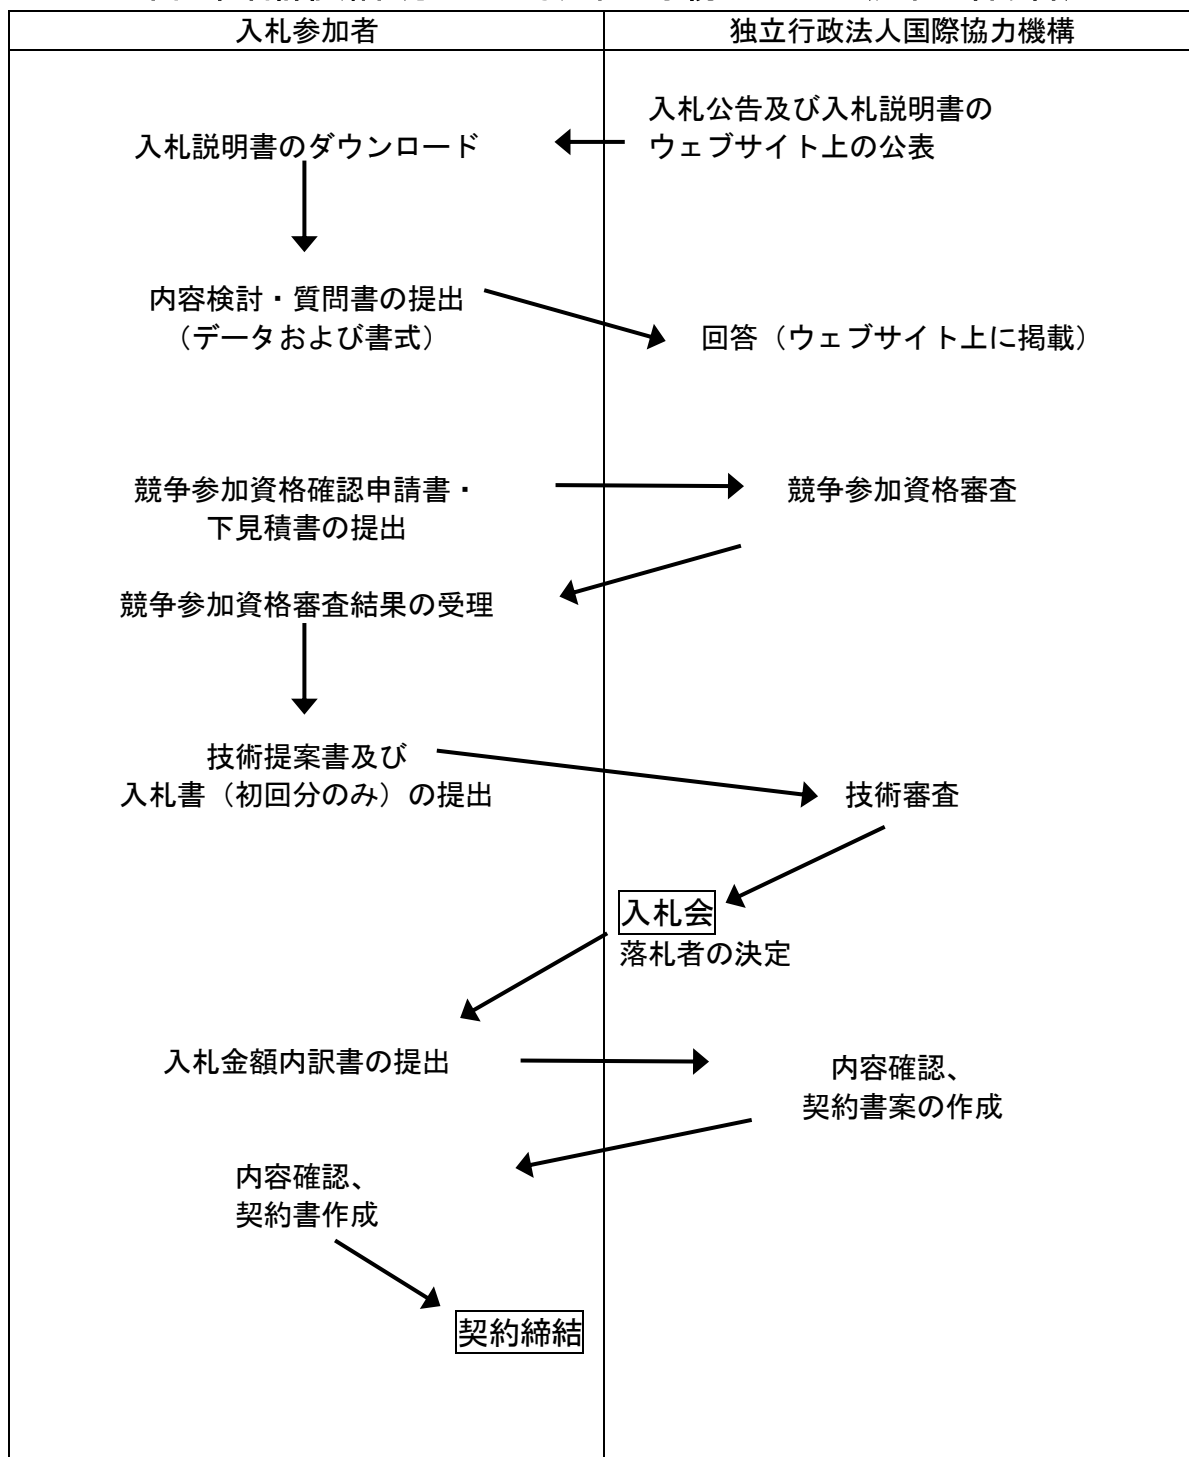 入札参加者
独立行政法人国際協力機構
入札公告及び入札説明書の
ウェブサイト上の公表
入札説明書のダウンロード
内容検討・質問書の提出
（データおよび書式）
回答（ウェブサイト上に掲載）
競争参加資格確認申請書・
下見積書の提出
競争参加資格審査
競争参加資格審査結果の受理
技術提案書及び
入札書（初回分のみ）の提出
技術審査
入札会
落札者の決定
入札金額内訳書の提出
内容確認、
契約書案の作成
内容確認、
契約書作成
契約締結